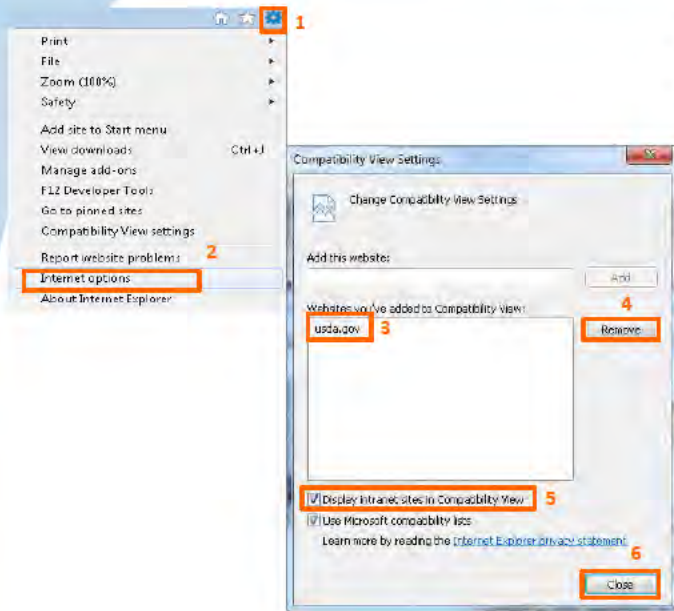 1
Print
File
Zoom (100%)
Safety
Add site to Start menu
View downloads Ctrl+J
Manage add-ons
F12 Developer Tools
Go to pinned sites
Compatibility View settings
Report website problems 2
Internet options
About Internet Explorer
Compatibility View Settings
Change Compatibility View Settings
Add this website:
Add
Websites you've added to Compatibility View:
4
usda.gov 3
Remove
Display intranet sites in Compatibility View 5
Use Microsoft compatibility lists
Learn more by reading the Internet Explorer privacy statement
6
Close